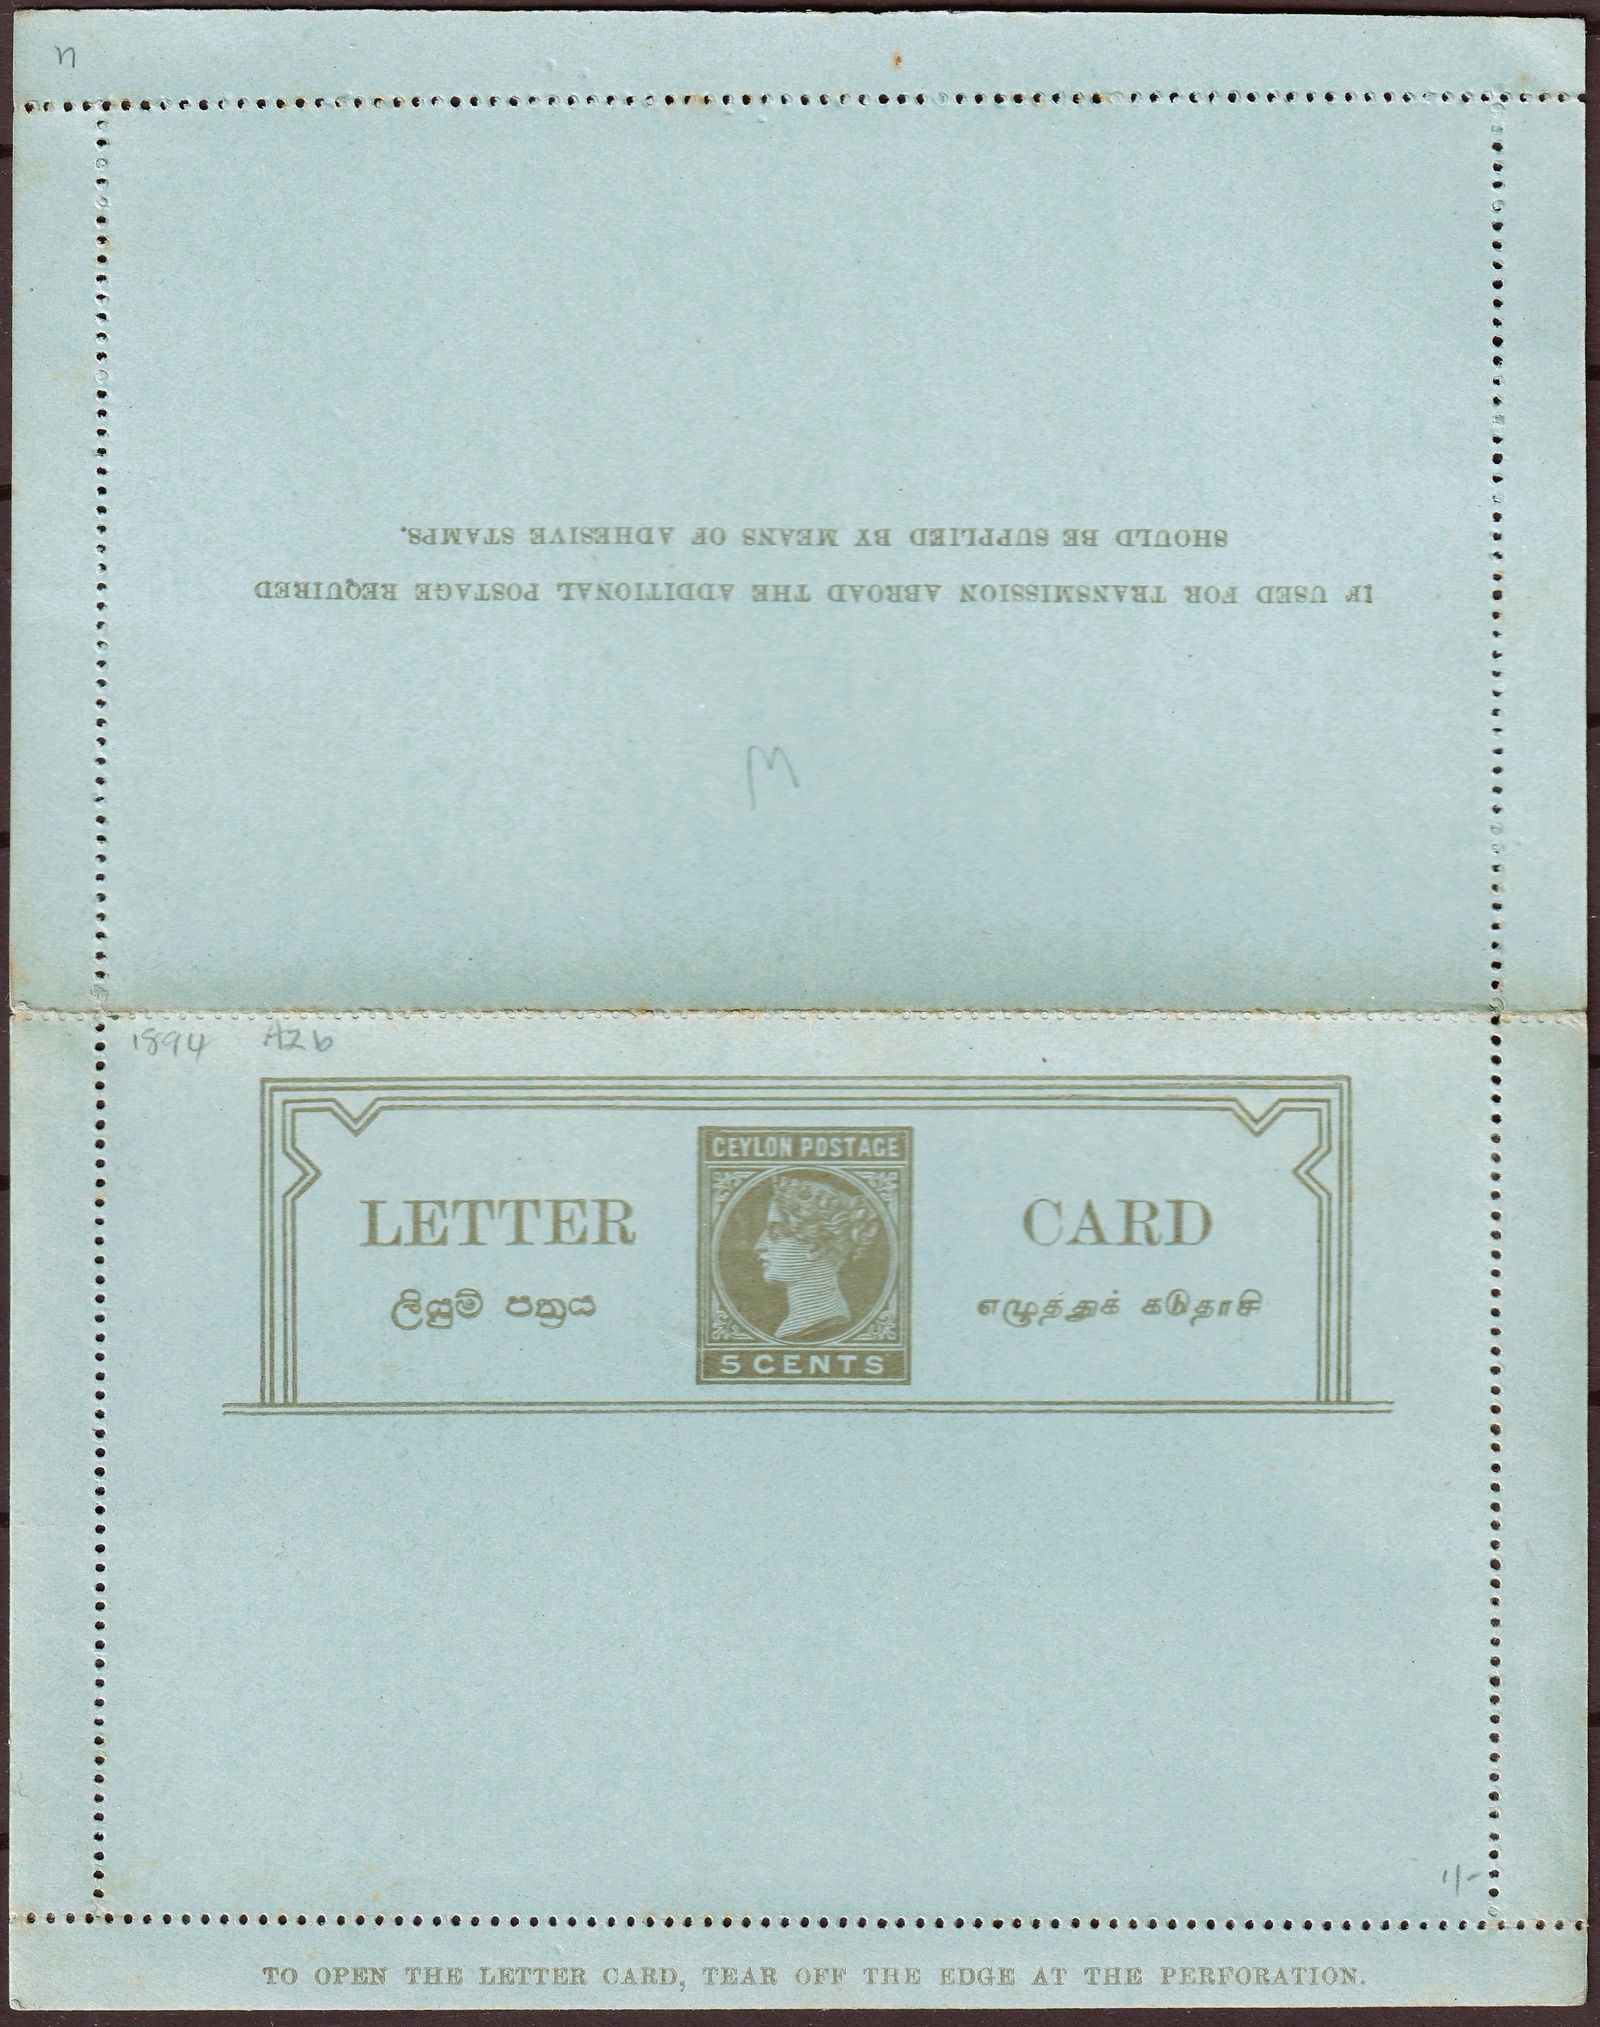 n
IF USED FOR TRANSMISSION ABROAD THE ADDITIONAL POSTAGE REQUIRED
SHOULD BE SUPPLIED BY MEANS OF ADHESIVE STAMPS.
M
1894 A2b
CEYLON POSTAGE
LETTER CARD
ලියුම් පත්‍රය எழுத்துக் கடுதாசி
5 CENTS
TO OPEN THE LETTER CARD, TEAR OFF THE EDGE AT THE PERFORATION.